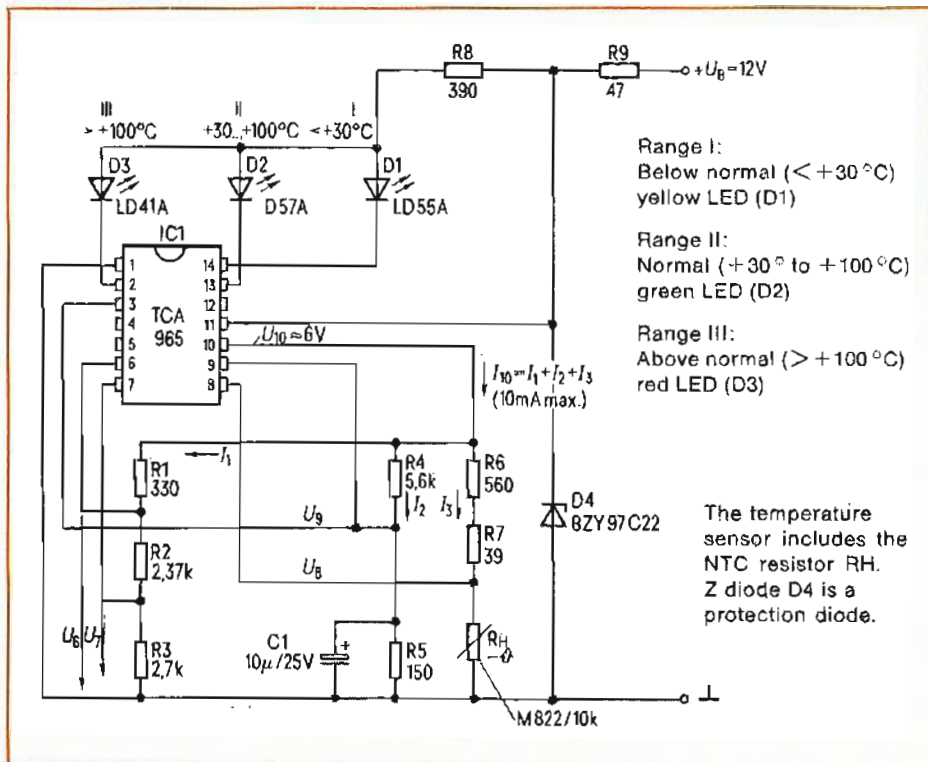 R8
390
R9
47
+U_B=12V
III
> +100°C
II
+30...+100°C
I
< +30°C
D3
LD41A
D2
D57A
D1
LD55A
IC1
TCA
965
1
2
3
4
5
6
7
14
13
12
11
10
9
8
U10≈6V
I10=I1+I2+I3
(10mA max.)
Range I:
Below normal (< +30 °C)
yellow LED (D1)
Range II:
Normal (+30 ° to +100 °C)
green LED (D2)
Range III:
Above normal (> +100 °C)
red LED (D3)
I1
R1
330
R4
5,6k
I2
I3
R6
560
R7
39
D4
BZY97C22
U9
U8
R2
2,37k
U6
U7
R3
2,7k
C1
10µ/25V
+
R5
150
RH
-ϑ
M822/10k
The temperature
sensor includes the
NTC resistor RH.
Z diode D4 is a
protection diode.